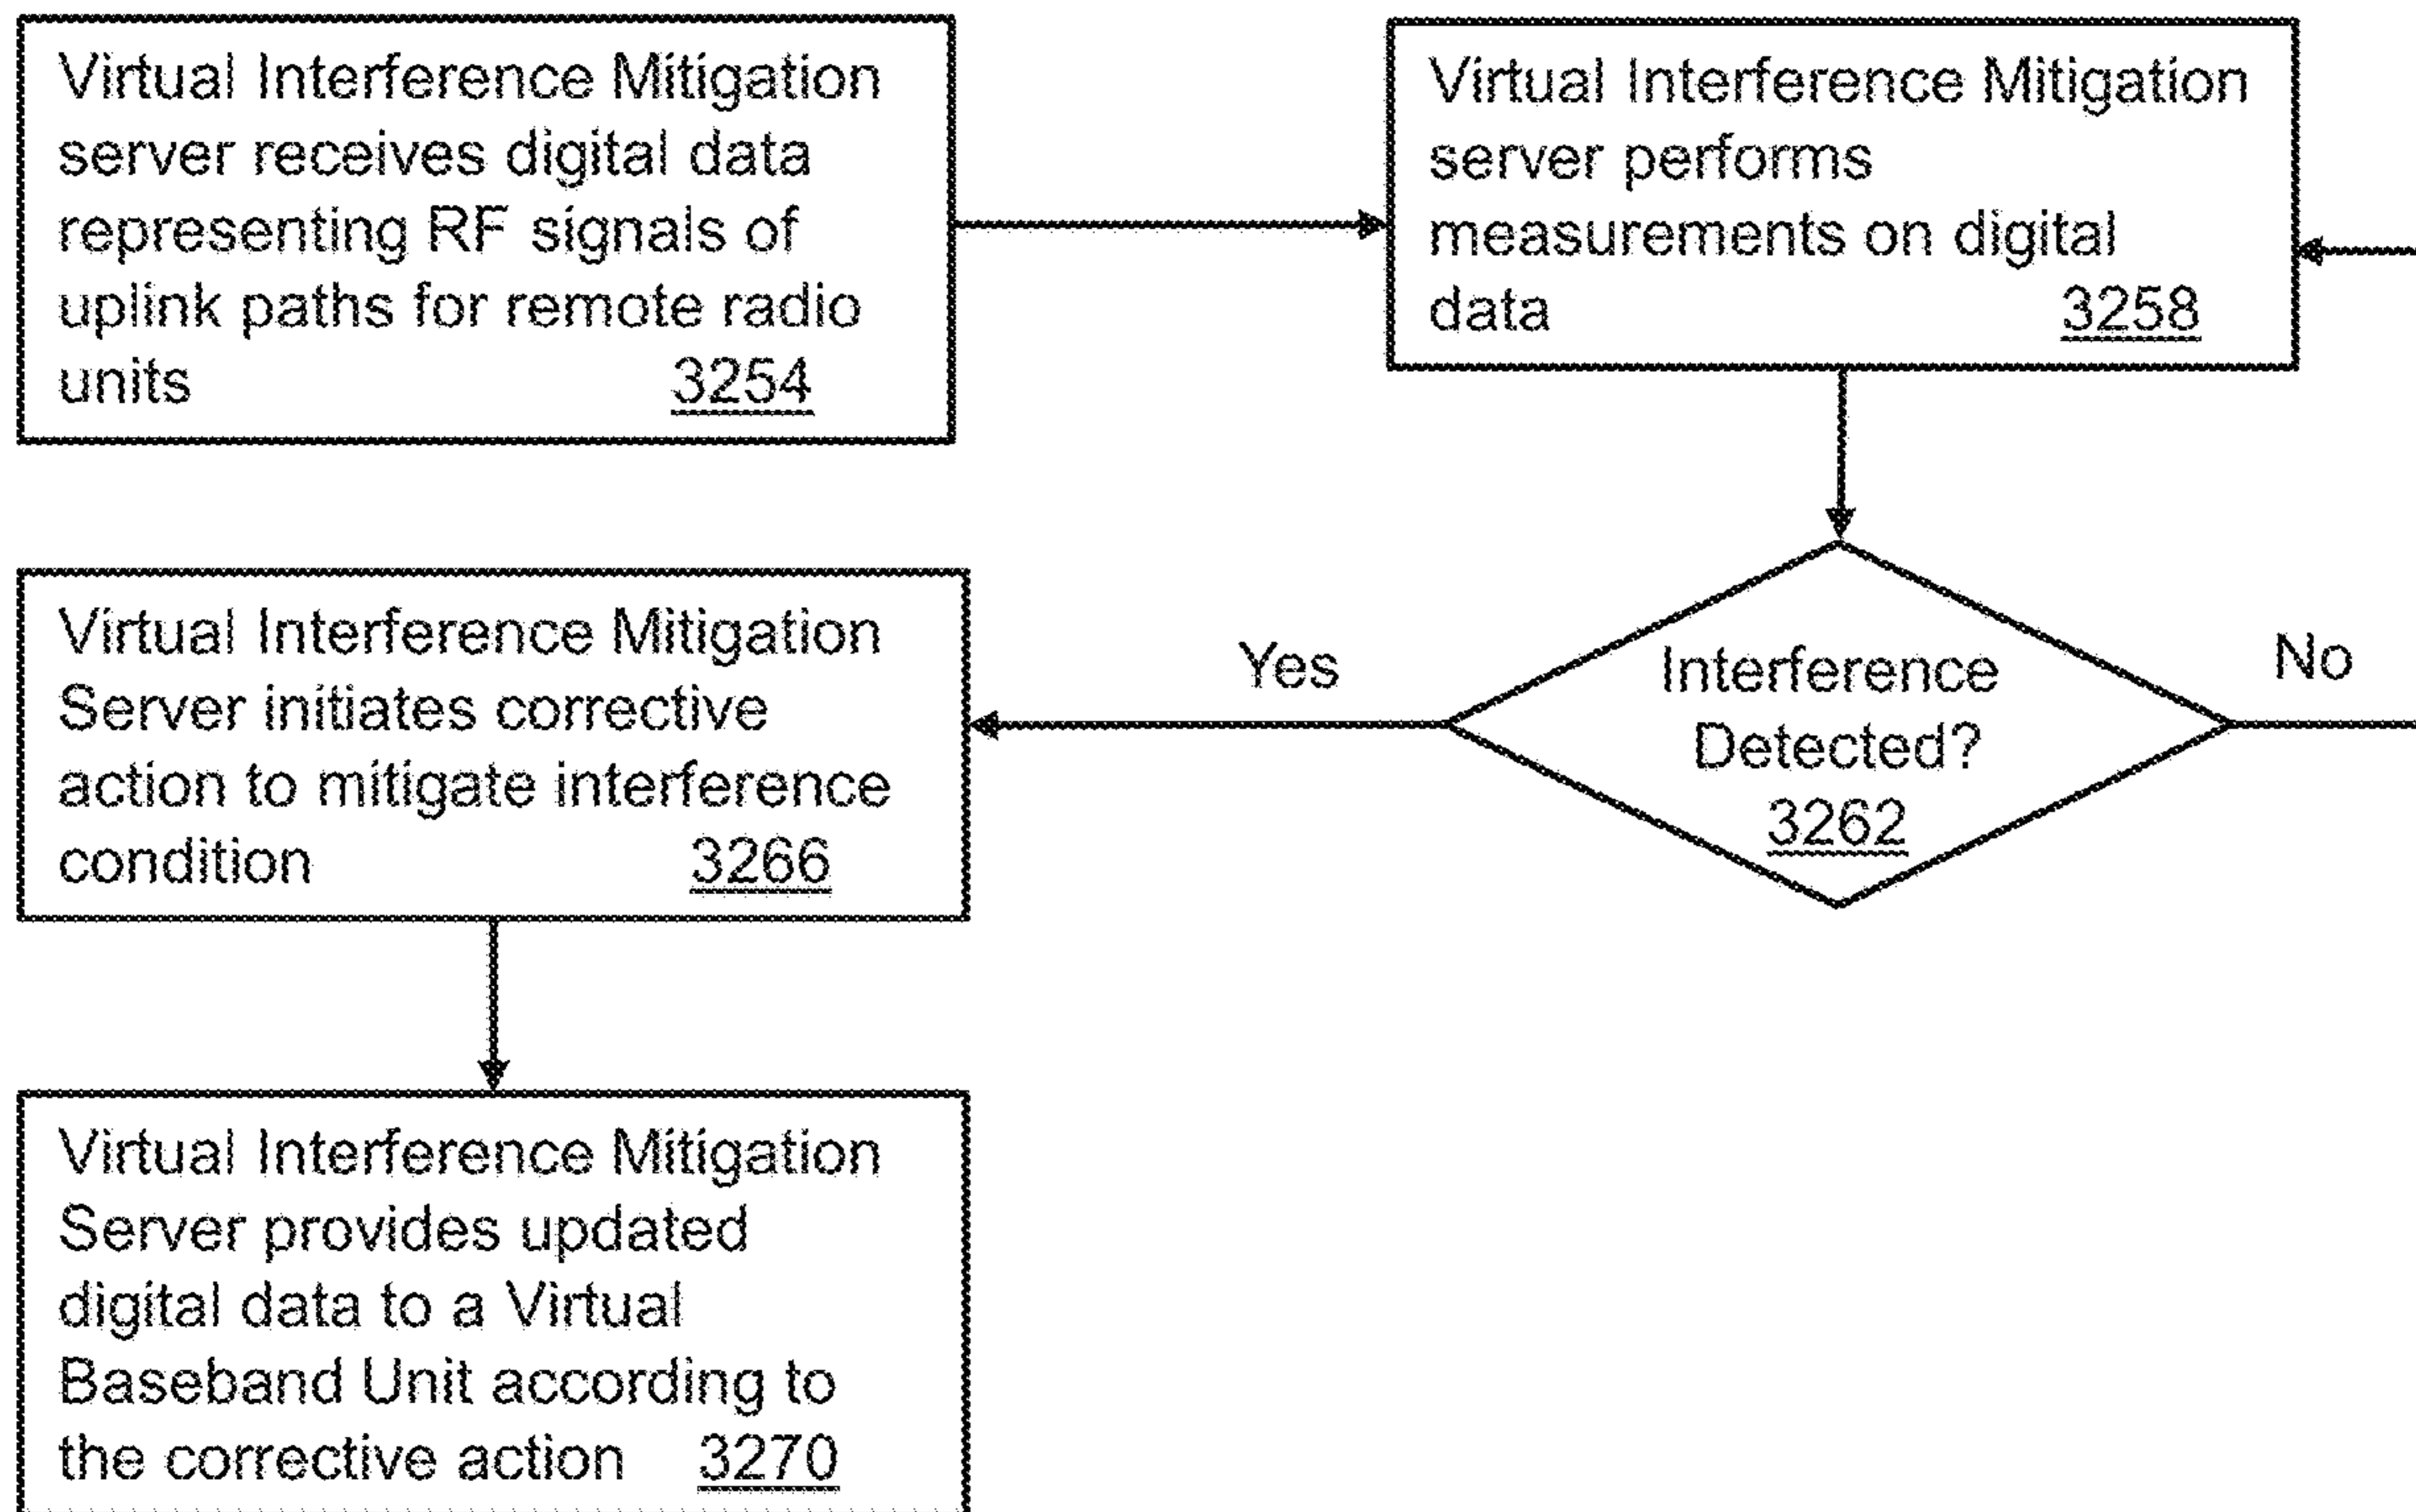 Virtual Interference Mitigation
server receives digital data
representing RF signals of
uplink paths for remote radio
units 3254
Virtual Interference Mitigation
server performs
measurements on digital
data 3258
Interference
Detected?
3262
Yes
No
Virtual Interference Mitigation
Server initiates corrective
action to mitigate interference
condition 3266
Virtual Interference Mitigation
Server provides updated
digital data to a Virtual
Baseband Unit according to
the corrective action 3270